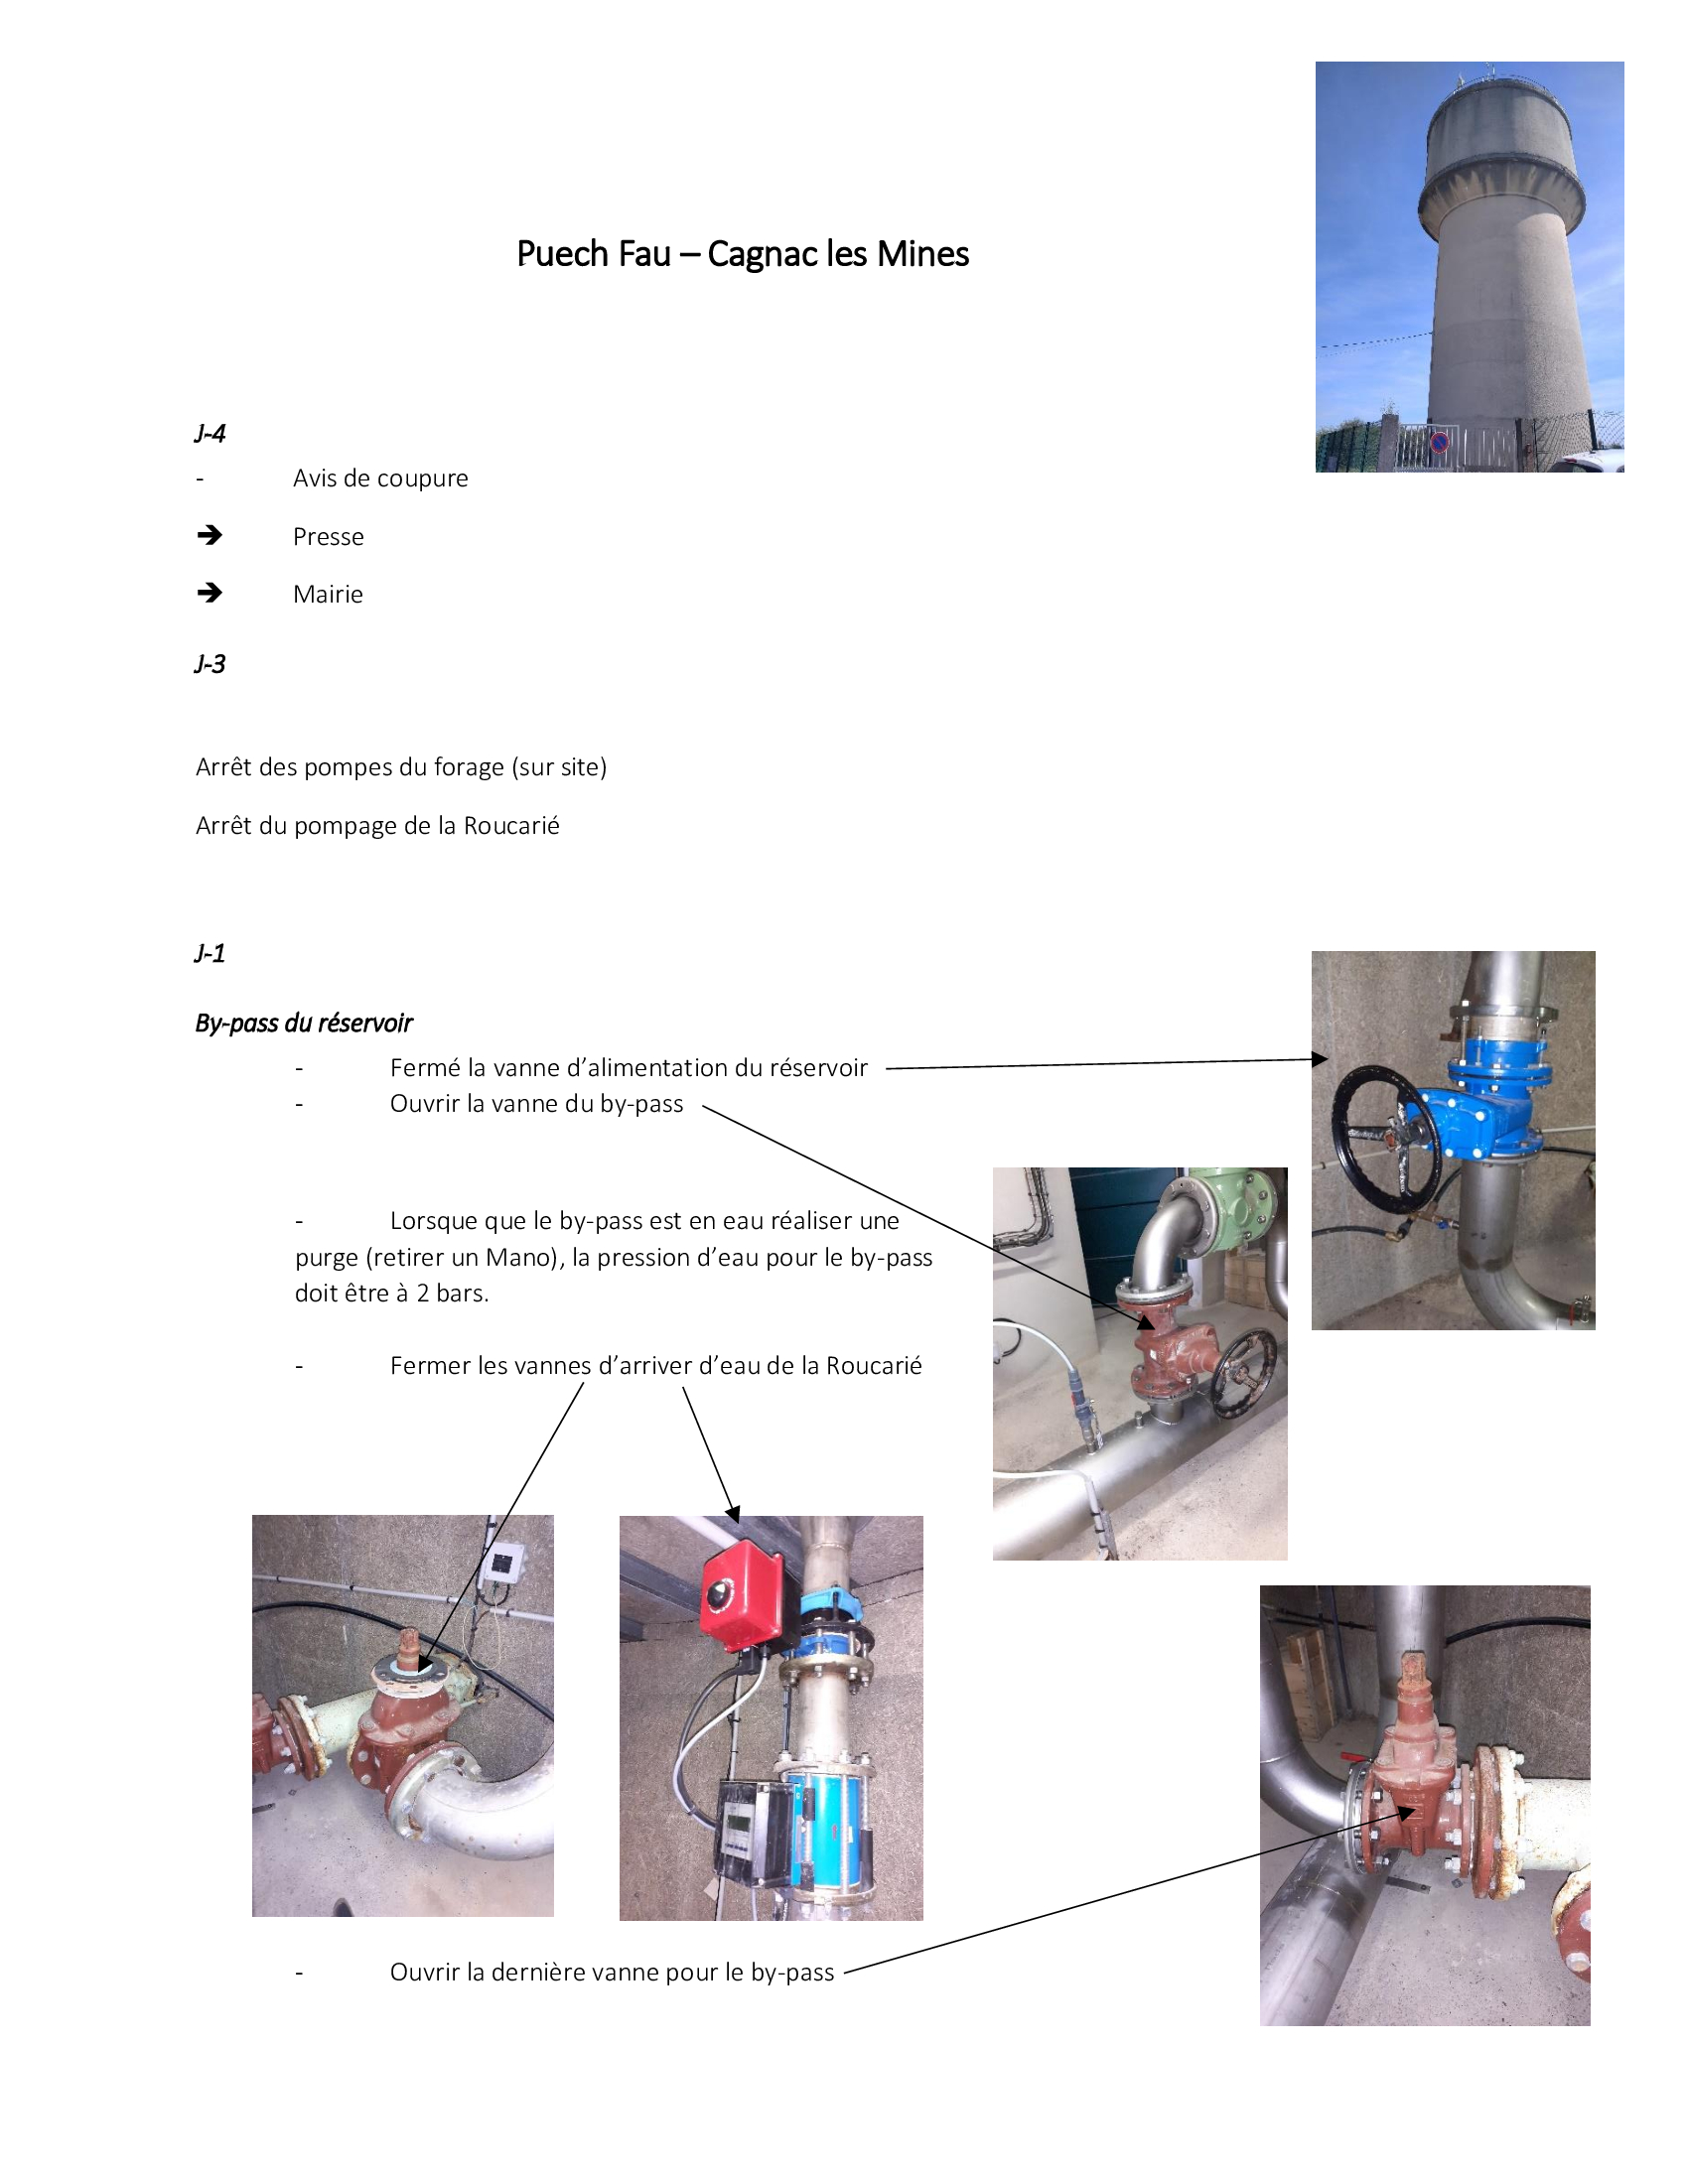 Puech Fau – Cagnac les Mines
J-4
- Avis de coupure
➔ Presse
➔ Mairie
J-3
Arrêt des pompes du forage (sur site)
Arrêt du pompage de la Roucarié
J-1
By-pass du réservoir
- Fermé la vanne d’alimentation du réservoir
- Ouvrir la vanne du by-pass
- Lorsque que le by-pass est en eau réaliser une
purge (retirer un Mano), la pression d’eau pour le by-pass
doit être à 2 bars.
- Fermer les vannes d’arriver d’eau de la Roucarié
- Ouvrir la dernière vanne pour le by-pass